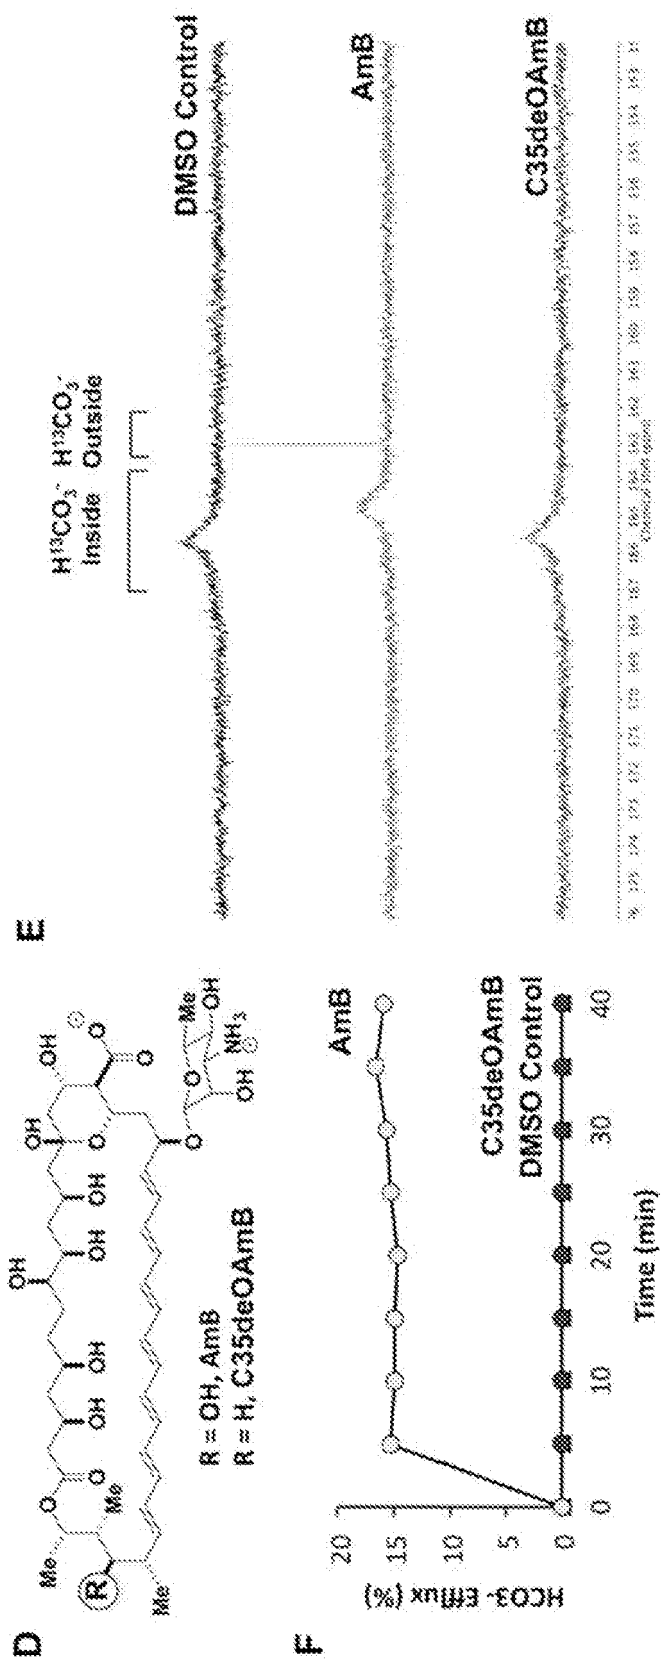 D
R
Me
Me
Me
O
O
OH
OH
OH
OH
OH
OH
OH
O
O
O
O
O
Me
OH
NH₃
OH
R = OH, AmB
R = H, C35deOAmB
E
H¹³CO₃⁻ H¹³CO₃⁻
Inside Outside
DMSO Control
AmB
C35deOAmB
F
HCO3- Efflux (%)
20
15
10
5
0
AmB
C35deOAmB
DMSO Control
0 10 20 30 40
Time (min)